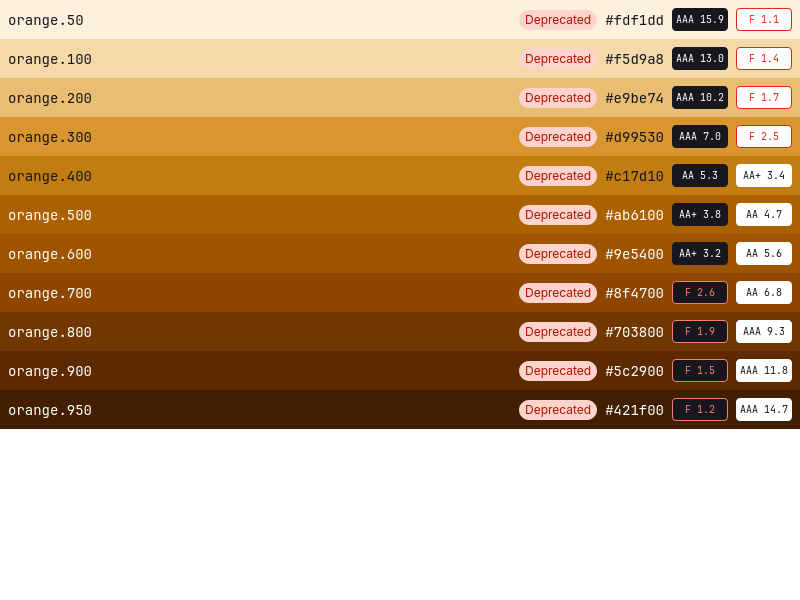 orange.50 Deprecated #fdf1dd AAA 15.9 F 1.1
orange.100 Deprecated #f5d9a8 AAA 13.0 F 1.4
orange.200 Deprecated #e9be74 AAA 10.2 F 1.7
orange.300 Deprecated #d99530 AAA 7.0 F 2.5
orange.400 Deprecated #c17d10 AA 5.3 AA+ 3.4
orange.500 Deprecated #ab6100 AA+ 3.8 AA 4.7
orange.600 Deprecated #9e5400 AA+ 3.2 AA 5.6
orange.700 Deprecated #8f4700 F 2.6 AA 6.8
orange.800 Deprecated #703800 F 1.9 AAA 9.3
orange.900 Deprecated #5c2900 F 1.5 AAA 11.8
orange.950 Deprecated #421f00 F 1.2 AAA 14.7